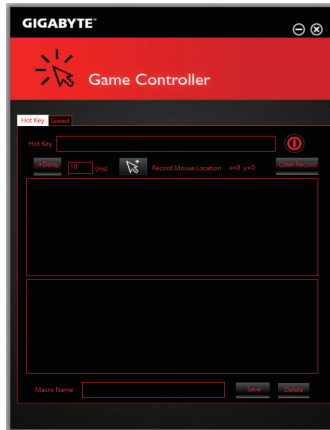 GIGABYTE™
Game Controller
Hot Key Speed
Hot Key
+Delay 10 (ms) Record Mouse Location x=0 y=0 Clear Record
Macro Name Save Delete